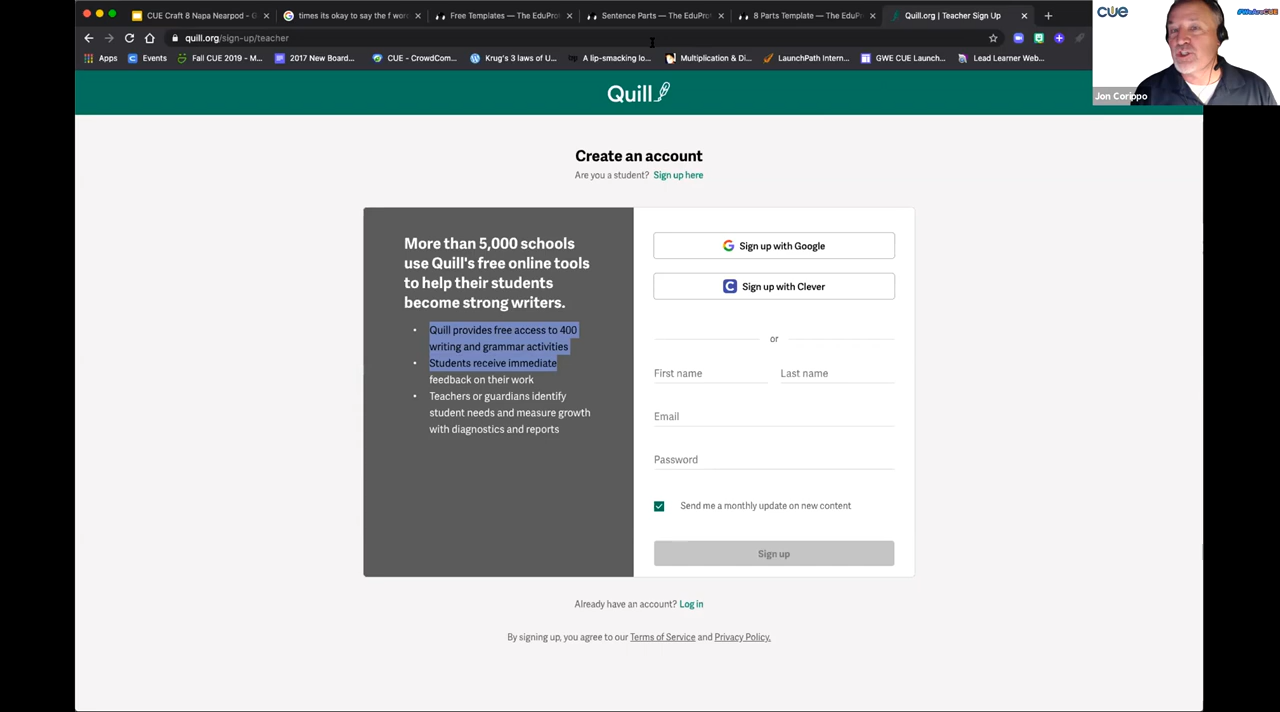 CUE Craft 8 Napa Nearpod - G
times its okay to say the f wor
Free Templates — The EduProt
Sentence Parts — The EduProt
8 Parts Template — The EduPr
Quill.org | Teacher Sign Up
quill.org/sign-up/teacher
Apps
Events
Fall CUE 2019 - M...
2017 New Board...
CUE - CrowdCom...
Krug's 3 laws of U...
A lip-smacking lo...
Multiplication & Di...
LaunchPath Intern...
GWE CUE Launch...
Lead Learner Web...
cue
#WeAreCUE
Jon Corippo
Quill
Create an account
Are you a student? Sign up here
More than 5,000 schools
use Quill's free online tools
to help their students
become strong writers.
• Quill provides free access to 400
writing and grammar activities
• Students receive immediate
feedback on their work
• Teachers or guardians identify
student needs and measure growth
with diagnostics and reports
Sign up with Google
Sign up with Clever
or
First name Last name
Email
Password
Send me a monthly update on new content
Sign up
Already have an account? Log in
By signing up, you agree to our Terms of Service and Privacy Policy.